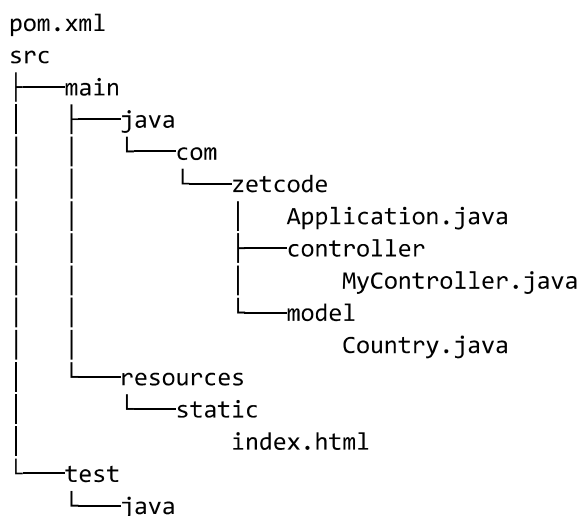 pom.xml
src
├───main
│   ├───java
│   │   └───com
│   │       └───zetcode
│   │           │   Application.java
│   │           ├───controller
│   │           │       MyController.java
│   │           └───model
│   │                   Country.java
│   └───resources
│       └───static
│               index.html
└───test
    └───java